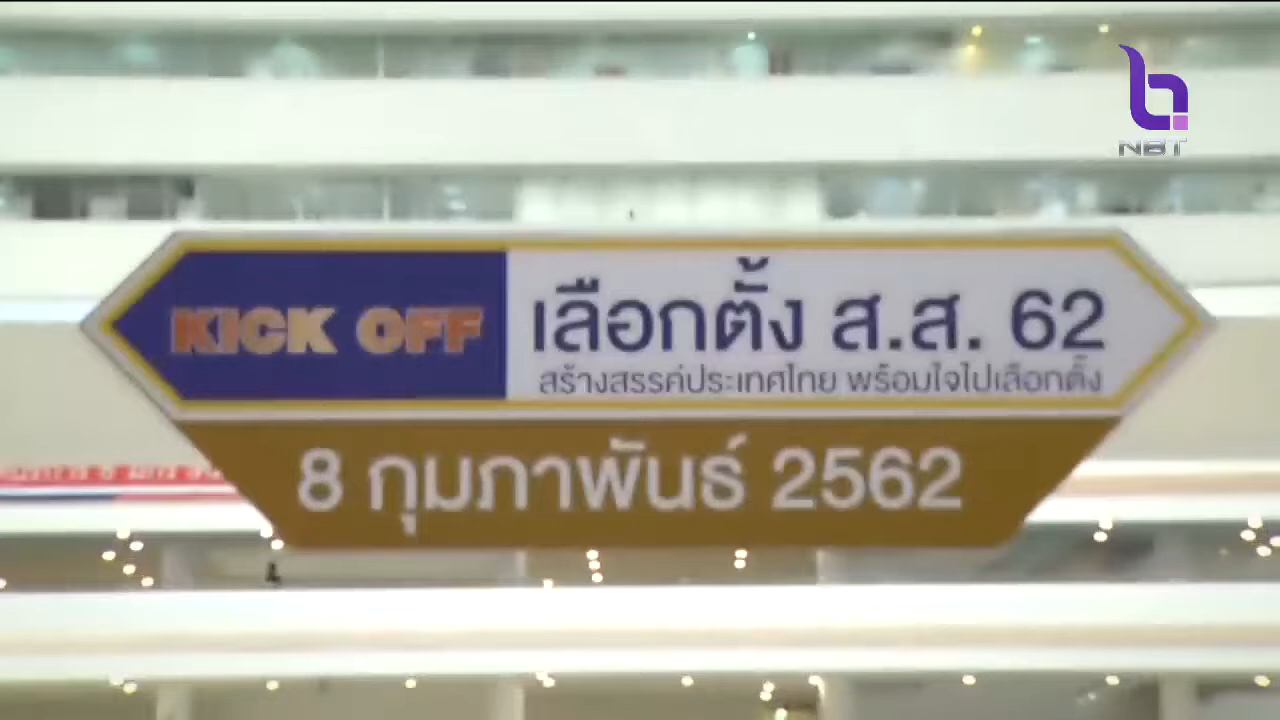 NBT
KICK OFF
เลือกตั้ง ส.ส. 62
สร้างสรรค์ประเทศไทย พร้อมใจไปเลือกตั้ง
8 กุมภาพันธ์ 2562